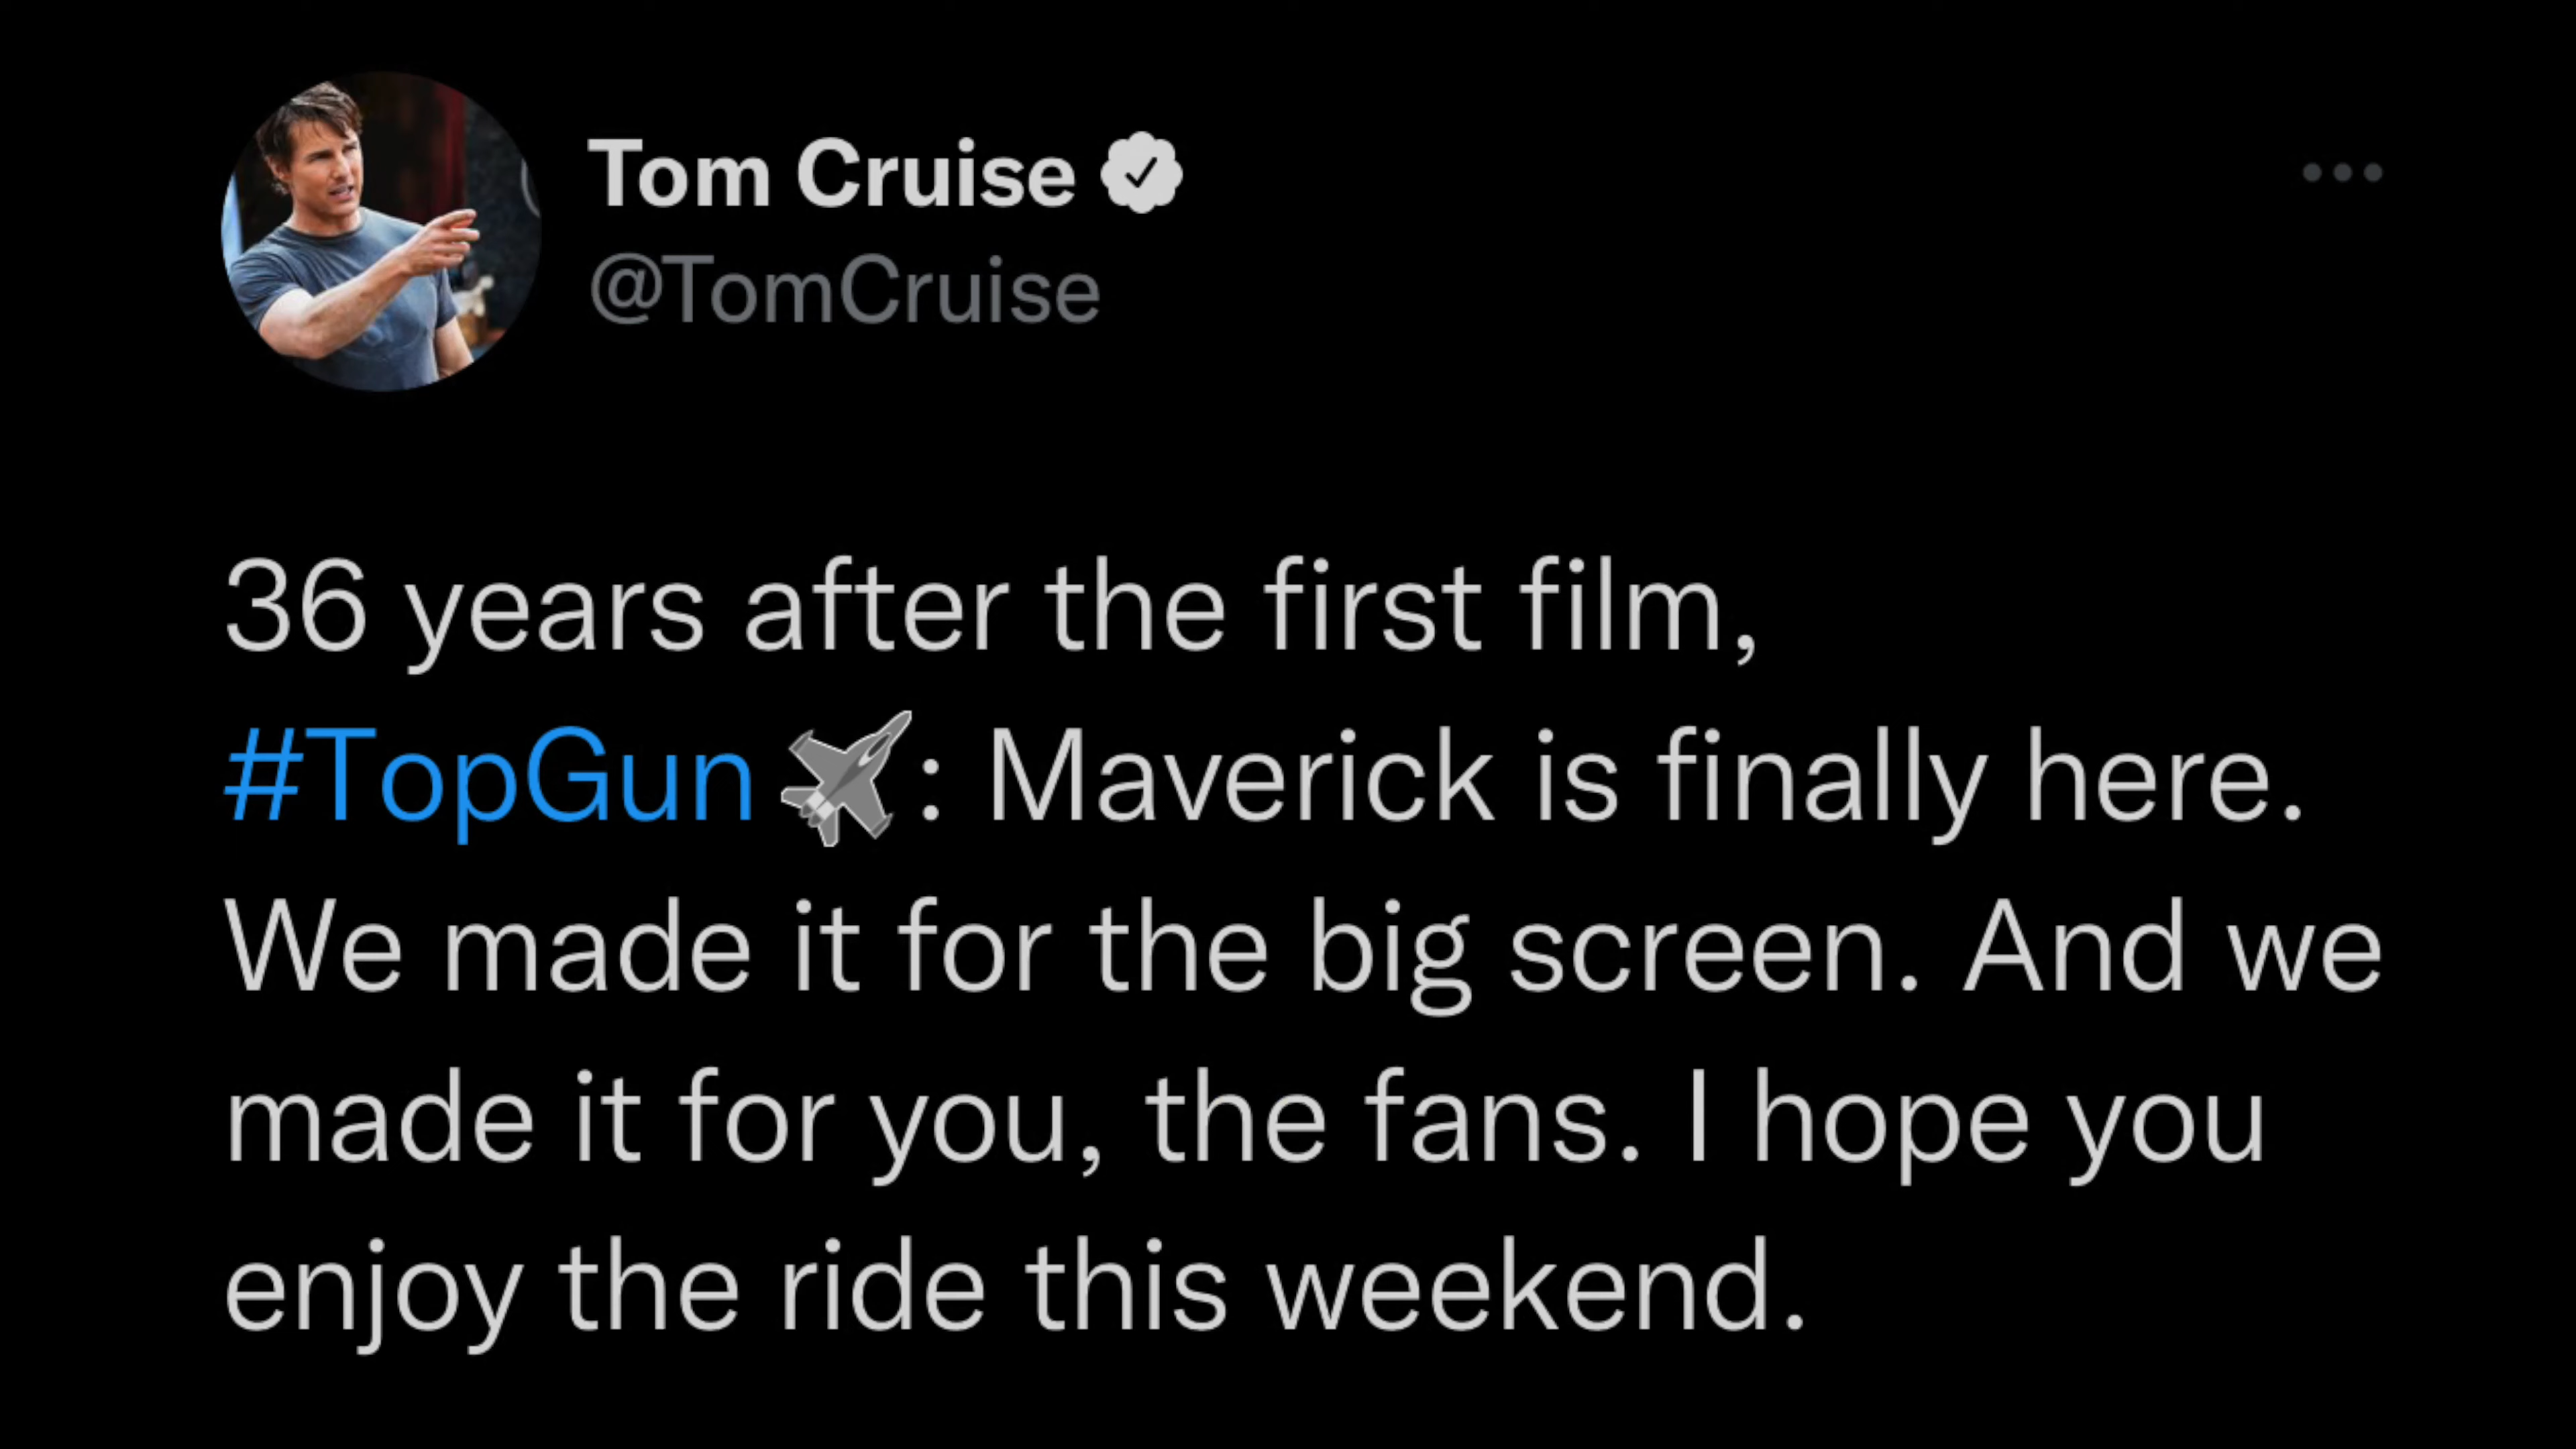 Tom Cruise
@TomCruise
36 years after the first film,
#TopGun: Maverick is finally here.
We made it for the big screen. And we
made it for you, the fans. I hope you
enjoy the ride this weekend.